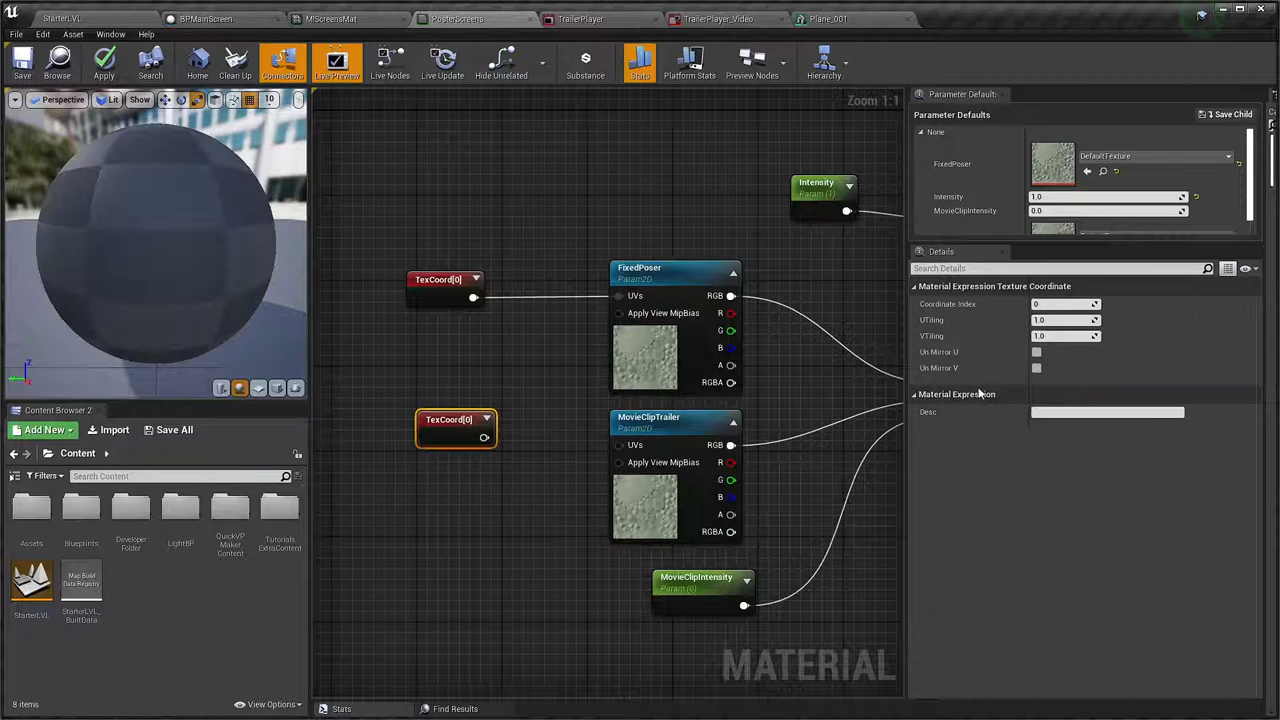 StarterLVL
BPMainScreen
MIScreensMat
PosterScreens
TrailerPlayer
TrailerPlayer_Video
Plane_001
File
Edit
Asset
Window
Help
Save
Browse
Apply
Search
Home
Clean Up
Connectors
Live Preview
Live Nodes
Live Update
Hide Unrelated
Substance
Stats
Platform Stats
Preview Nodes
Hierarchy
Perspective
Lit
Show
10
Zoom 1:1
Parameter Defaults
Parameter Defaults
Save Child
None
FixedPoser
DefaultTexture
Intensity
1.0
MovieClipIntensity
0.0
Intensity
Param (1)
TexCoord[0]
FixedPoser
Param2D
UVs
RGB
Apply View MipBias
R
G
B
A
RGBA
TexCoord[0]
MovieClipTrailer
Param2D
UVs
RGB
Apply View MipBias
R
G
B
A
RGBA
MovieClipIntensity
Param (0)
MATERIAL
Details
Search Details
Material Expression Texture Coordinate
Coordinate Index
0
UTiling
1.0
VTiling
1.0
Un Mirror U
Un Mirror V
Material Expression
Desc
Content Browser 2
Add New
Import
Save All
Content
Filters
Search Content
Assets
Blueprints
Developer
Folder
LightBP
QuickVP
Maker
Content
Tutorials
ExtraContent
Map Build
Data Registry
StarterLVL
StarterLVL_
BuiltData
8 items
View Options
Stats
Find Results